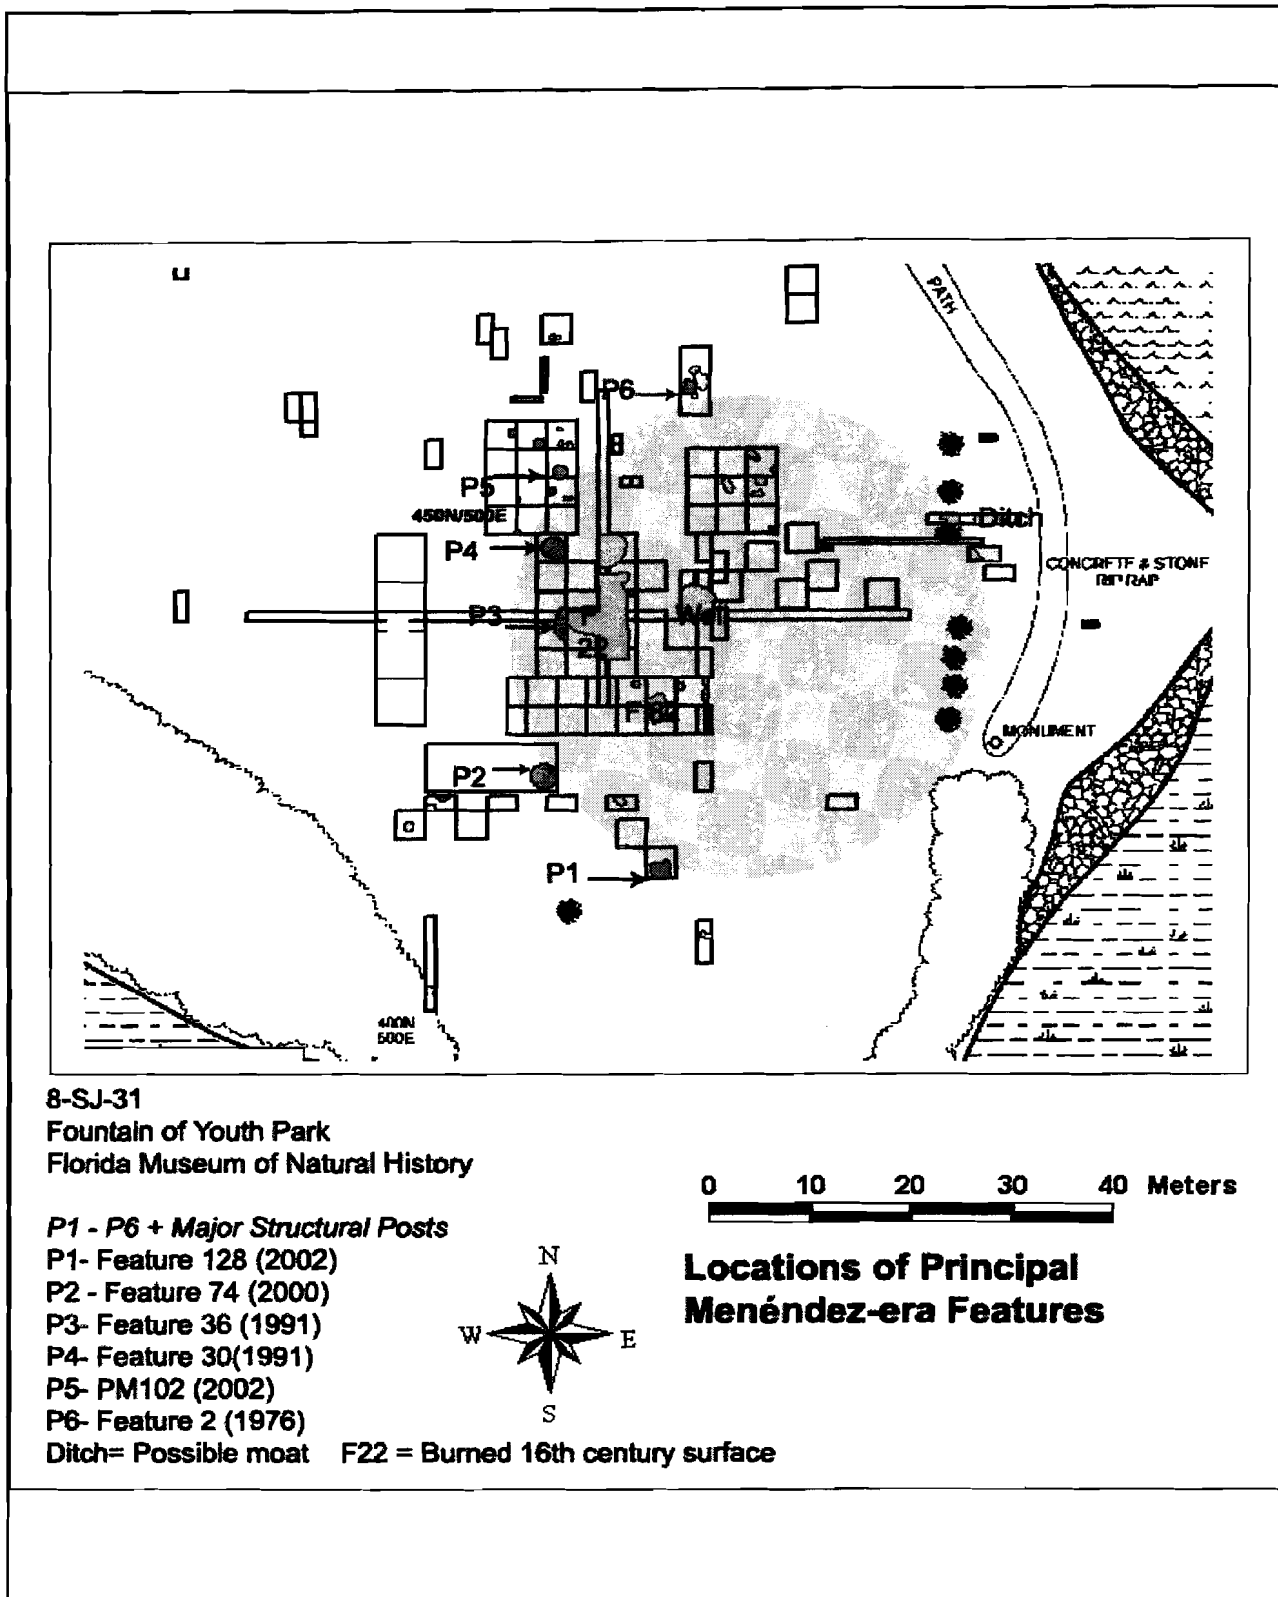 PATH
P6
P5
450N/500E
Ditch
P4
CONCRETE & STONE
RIP RAP
P3
F
Well
22
MONUMENT
P2
P1
400N
500E
8-SJ-31
Fountain of Youth Park
Florida Museum of Natural History
0 10 20 30 40 Meters
P1 - P6 + Major Structural Posts
P1- Feature 128 (2002)
P2 - Feature 74 (2000)
P3- Feature 36 (1991)
P4- Feature 30(1991)
P5- PM102 (2002)
P6- Feature 2 (1976)
Ditch= Possible moat F22 = Burned 16th century surface
N
W
E
S
Locations of Principal
Menéndez-era Features